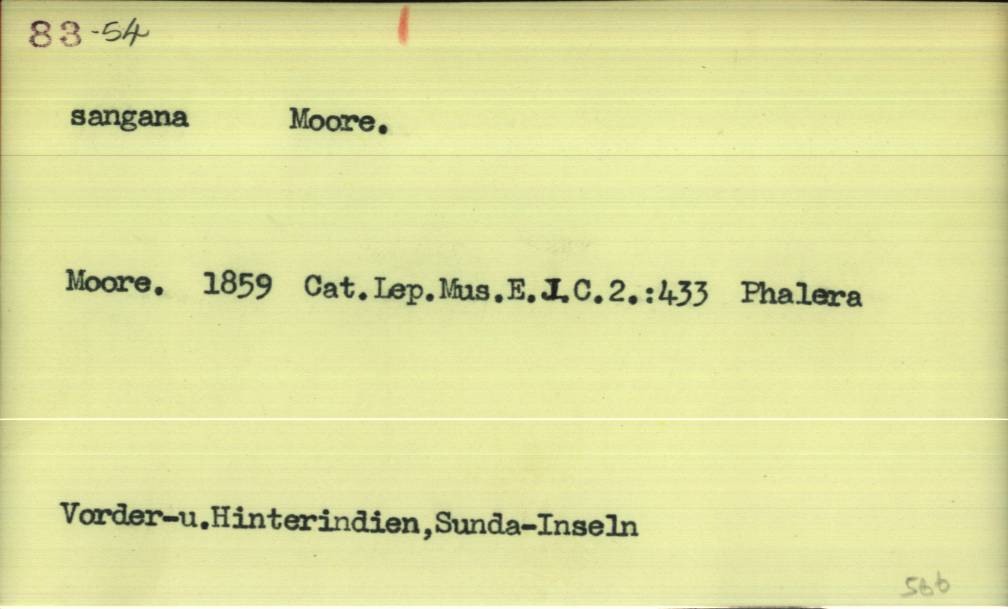 83-54
sangana Moore.
Moore. 1859 Cat.Lep.Mus.E.I.C.2.:433 Phalera
Vorder-u.Hinterindien,Sunda-Inseln
566